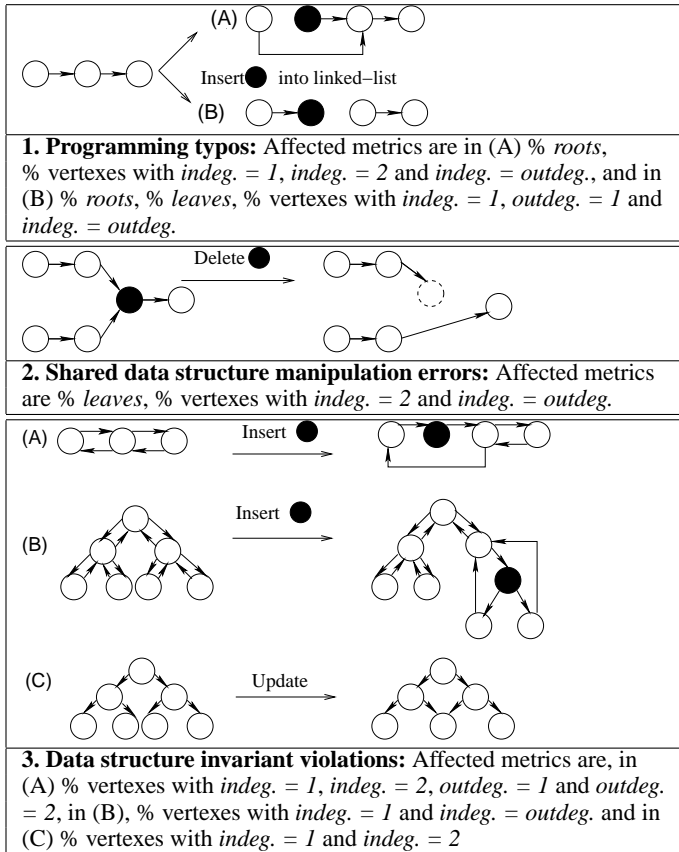 (A)
Insert into linked-list
(B)
1. Programming typos: Affected metrics are in (A) % roots,
% vertexes with indeg. = 1, indeg. = 2 and indeg. = outdeg., and in
(B) % roots, % leaves, % vertexes with indeg. = 1, outdeg. = 1 and
indeg. = outdeg.
Delete
2. Shared data structure manipulation errors: Affected metrics
are % leaves, % vertexes with indeg. = 2 and indeg. = outdeg.
(A)
Insert
(B)
Insert
(C)
Update
3. Data structure invariant violations: Affected metrics are, in
(A) % vertexes with indeg. = 1, indeg. = 2, outdeg. = 1 and outdeg.
= 2, in (B), % vertexes with indeg. = 1 and indeg. = outdeg. and in
(C) % vertexes with indeg. = 1 and indeg. = 2